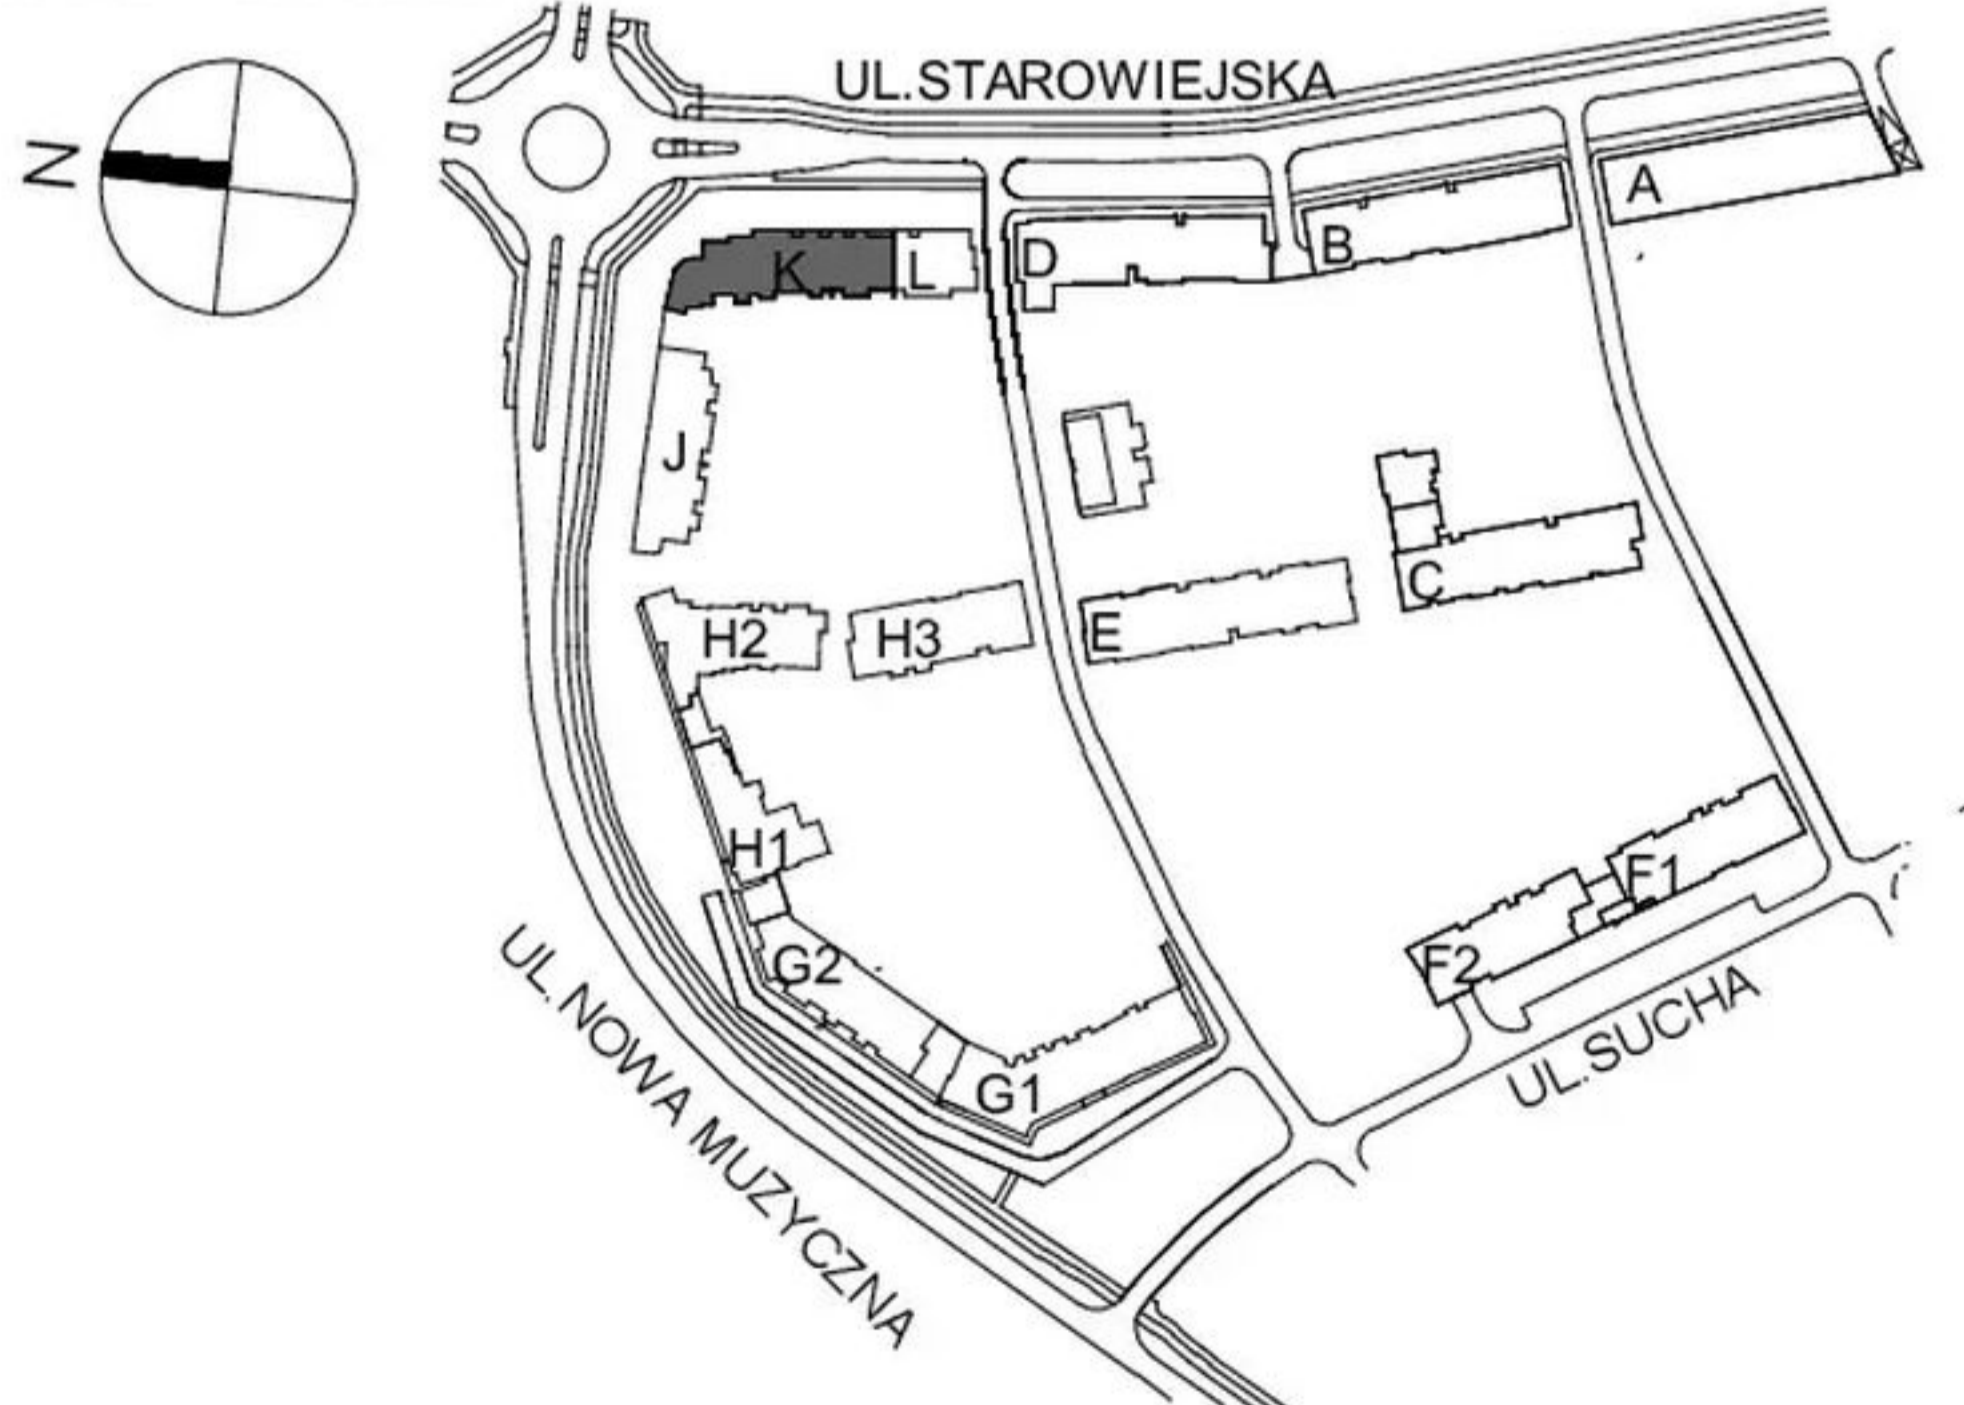 UL.STAROWIEJSKA
N
A
K
L
D
B
J
C
H2
H3
E
H1
F1
G2
F2
UL.SUCHA
G1
UL. NOWA MUZYCZNA